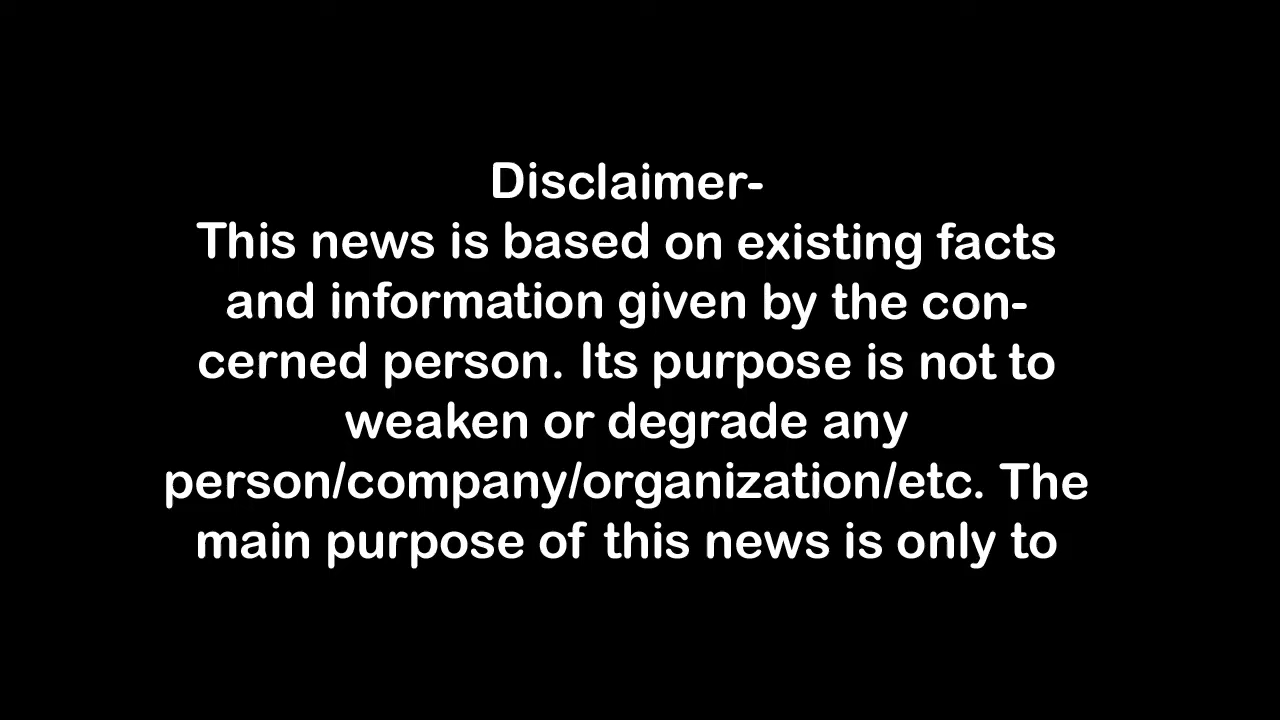 Disclaimer-
This news is based on existing facts
and information given by the con-
cerned person. Its purpose is not to
weaken or degrade any
person/company/organization/etc. The
main purpose of this news is only to